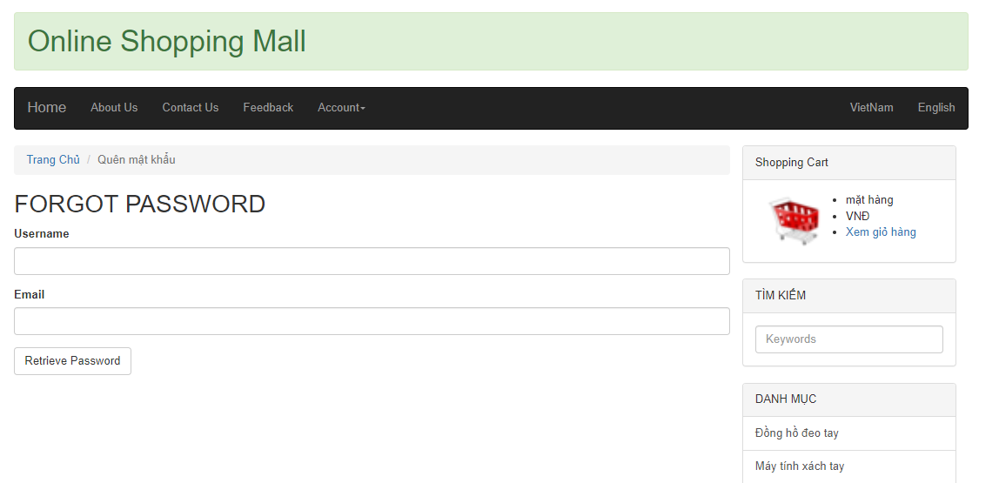 Online Shopping Mall
Home About Us Contact Us Feedback Account VietNam English
Trang Chủ / Quên mật khẩu
FORGOT PASSWORD
Username
Email
Retrieve Password
Shopping Cart
mặt hàng
VNĐ
Xem giỏ hàng
TÌM KIẾM
Keywords
DANH MỤC
Đồng hồ đeo tay
Máy tính xách tay